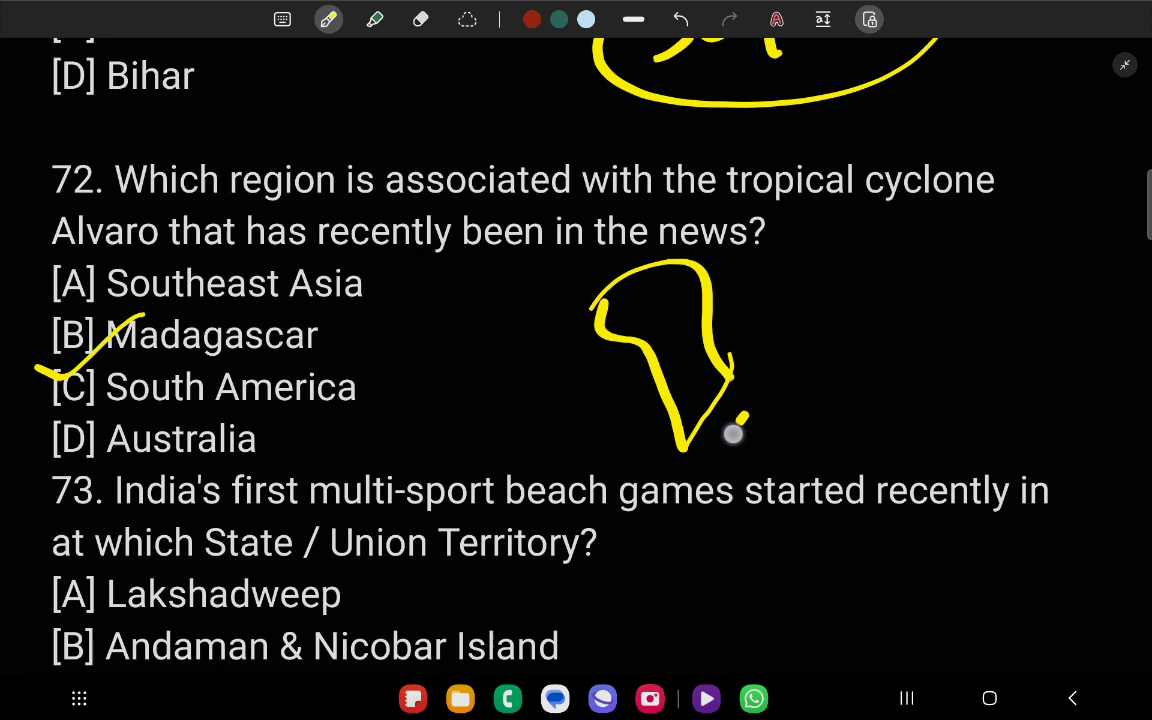 [D] Bihar
72. Which region is associated with the tropical cyclone
Alvaro that has recently been in the news?
[A] Southeast Asia
[B] Madagascar
[C] South America
[D] Australia
73. India's first multi-sport beach games started recently in
at which State / Union Territory?
[A] Lakshadweep
[B] Andaman & Nicobar Island